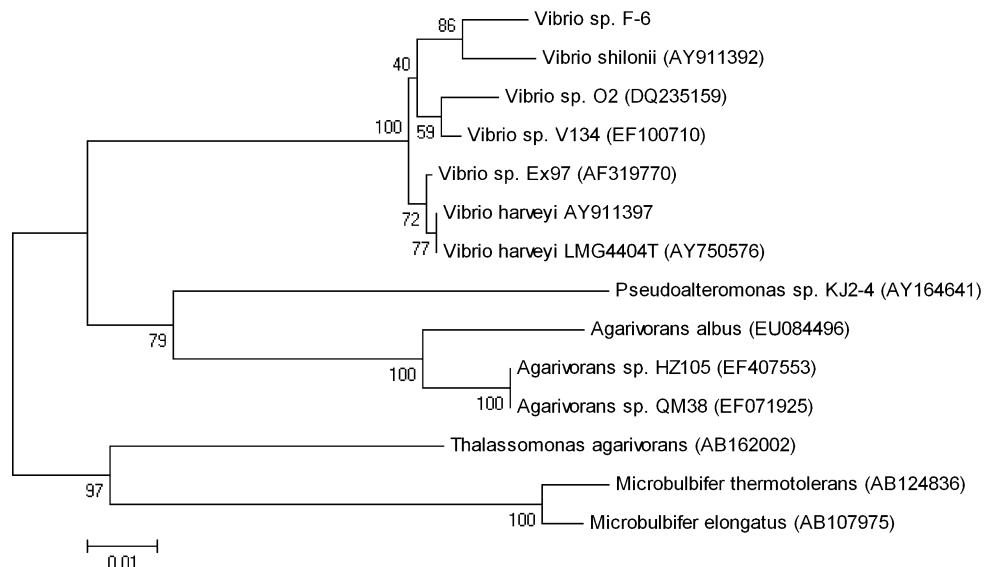 86
Vibrio sp. F-6
Vibrio shilonii (AY911392)
40
Vibrio sp. O2 (DQ235159)
100
59
Vibrio sp. V134 (EF100710)
Vibrio sp. Ex97 (AF319770)
72
Vibrio harveyi AY911397
77
Vibrio harveyi LMG4404T (AY750576)
Pseudoalteromonas sp. KJ2-4 (AY164641)
79
Agarivorans albus (EU084496)
100
Agarivorans sp. HZ105 (EF407553)
100
Agarivorans sp. QM38 (EF071925)
Thalassomonas agarivorans (AB162002)
97
Microbulbifer thermotolerans (AB124836)
100
Microbulbifer elongatus (AB107975)
0.01